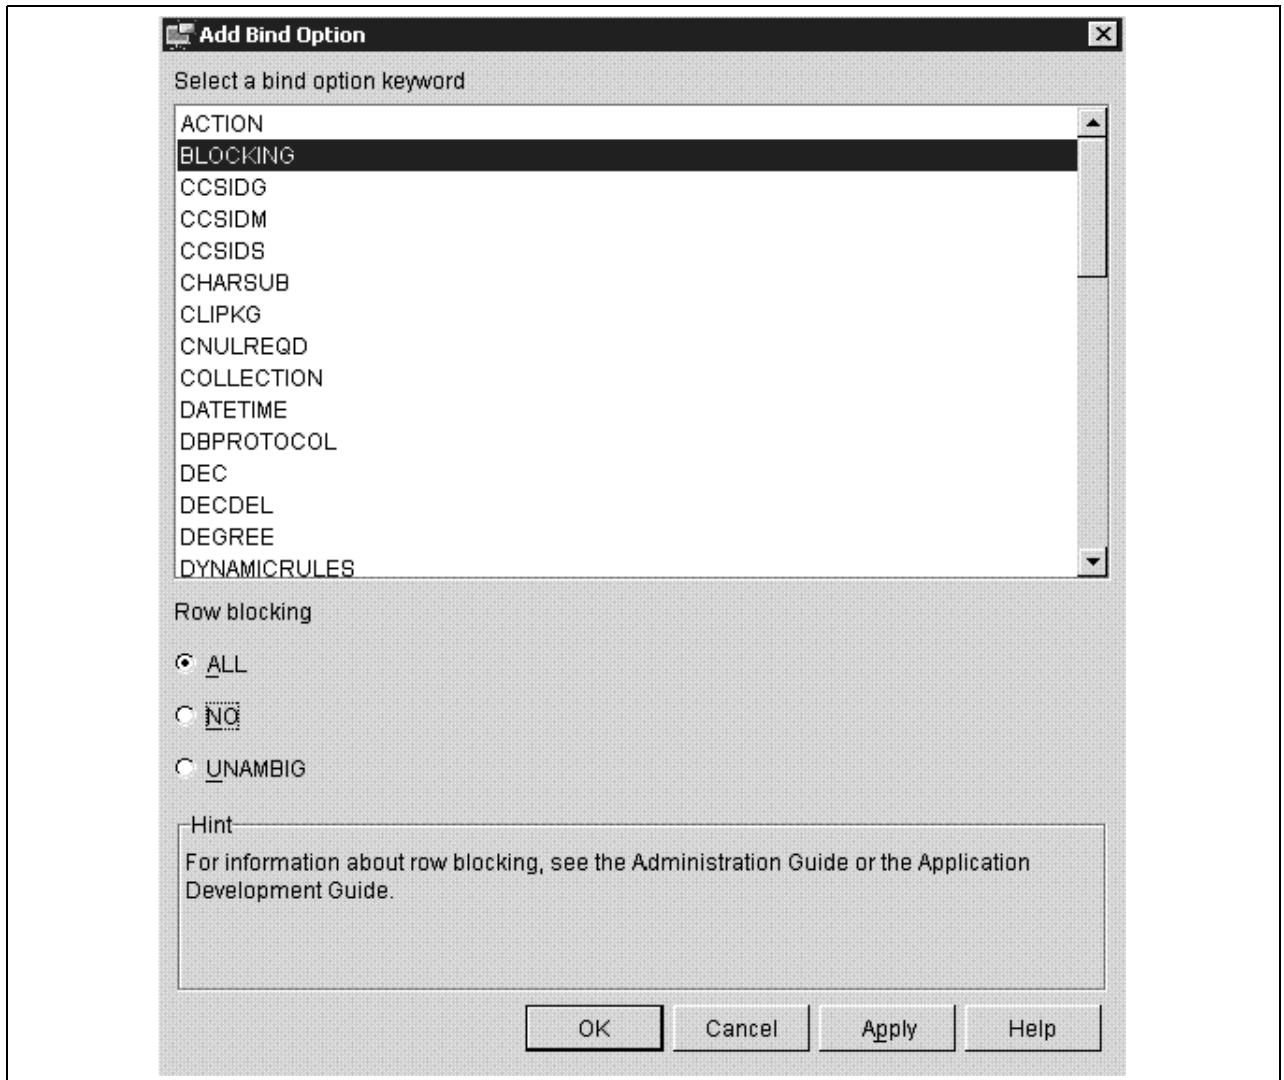 Add Bind Option
Select a bind option keyword
ACTION
BLOCKING
CCSIDG
CCSIDM
CCSIDS
CHARSUB
CLIPKG
CNULREQD
COLLECTION
DATETIME
DBPROTOCOL
DEC
DECDEL
DEGREE
DYNAMICRULES
Row blocking
ALL
NO
UNAMBIG
Hint
For information about row blocking, see the Administration Guide or the Application
Development Guide.
OK Cancel Apply Help